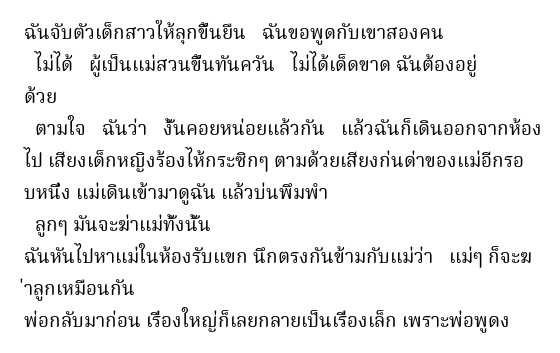 ฉันจับตัวเด็กสาวให้ลุกขึ้นยืน   ฉันขอพูดกับเขาสองคน
ไม่ได้   ผู้เป็นแม่สวนขึ้นทันควัน   ไม่ได้เด็ดขาด ฉันต้องอยู่
ด้วย
ตามใจ   ฉันว่า   งั้นคอยหน่อยแล้วกัน   แล้วฉันก็เดินออกจากห้อง
ไป เสียงเด็กหญิงร้องไห้กระซิกๆ ตามด้วยเสียงก่นด่าของแม่อีกรอ
บหนึ่ง แม่เดินเข้ามาดูฉัน แล้วบ่นพึมพำ
ลูกๆ มันจะฆ่าแม่ทั้งนั้น
ฉันหันไปหาแม่ในห้องรับแขก นึกตรงกันข้ามกับแม่ว่า   แม่ๆ ก็จะฆ
่าลูกเหมือนกัน
พ่อกลับมาก่อน เรื่องใหญ่ก็เลยกลายเป็นเรื่องเล็ก เพราะพ่อพูดง